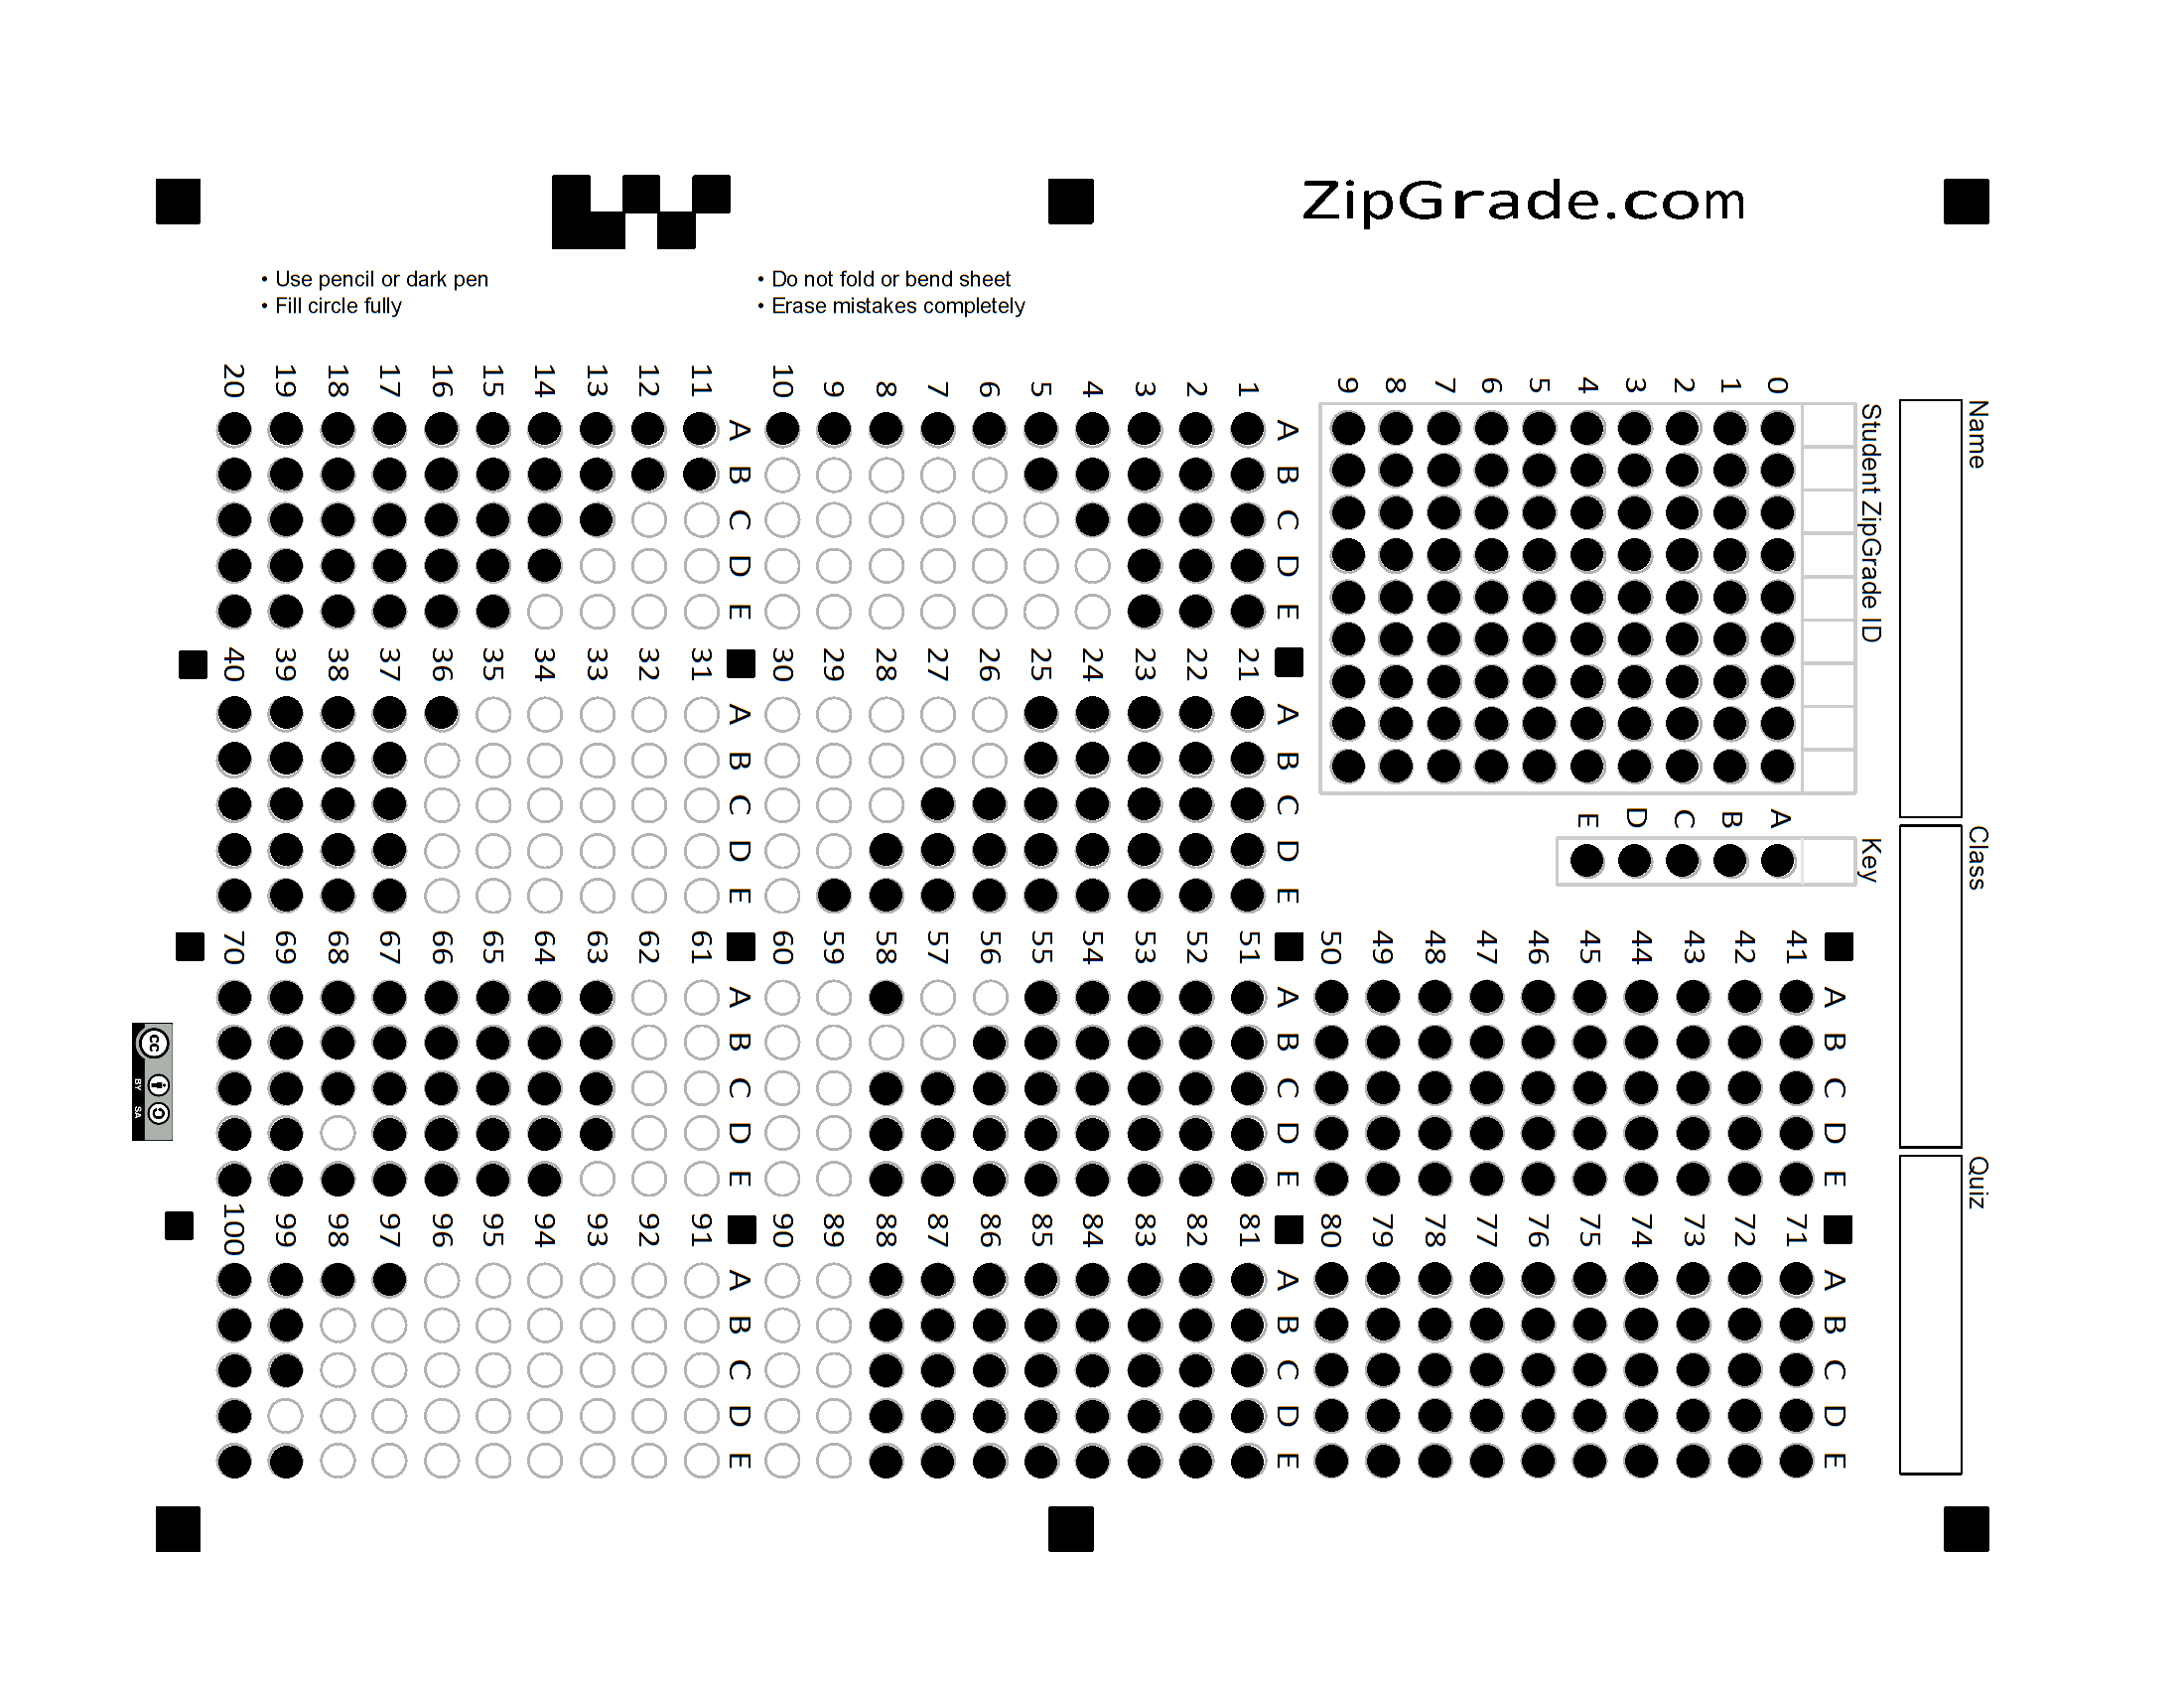 ZipGrade.com
• Use pencil or dark pen
• Fill circle fully
• Do not fold or bend sheet
• Erase mistakes completely
Name
Class
Quiz
Student ZipGrade ID
0 1 2 3 4 5 6 7 8 9
Key
A B C D E
1 2 3 4 5 6 7 8 9 10
A B C D E
11 12 13 14 15 16 17 18 19 20
A B C D E
21 22 23 24 25 26 27 28 29 30
A B C D E
31 32 33 34 35 36 37 38 39 40
A B C D E
41 42 43 44 45 46 47 48 49 50
A B C D E
51 52 53 54 55 56 57 58 59 60
A B C D E
61 62 63 64 65 66 67 68 69 70
A B C D E
71 72 73 74 75 76 77 78 79 80
A B C D E
81 82 83 84 85 86 87 88 89 90
A B C D E
91 92 93 94 95 96 97 98 99 100
A B C D E
cc
BY SA